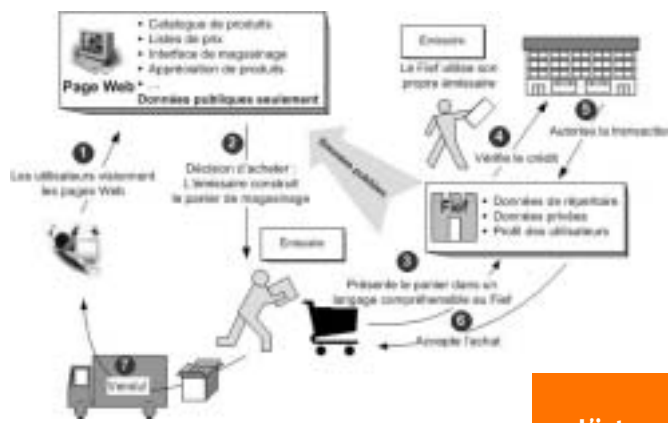 • Catalogue de produits
• Listes de prix
• Interface de magasinage
• Appréciation de produits
• ...
Page Web
Données publiques seulement
Émissaire
Le Fief utilise son
propre émissaire
1
Les utilisateurs visionnent
les pages Web
2
Décision d'acheter :
L'émissaire construit
le panier de magasinage
Données publiques
4
Vérifie le crédit
5
Autorise la transaction
Fief
• Données de répertoire
• Données privées
• Profil des utilisateurs
Émissaire
3
Présente le panier dans un
langage compréhensible au Fief
6
Accepte l'achat
7
Vendu!